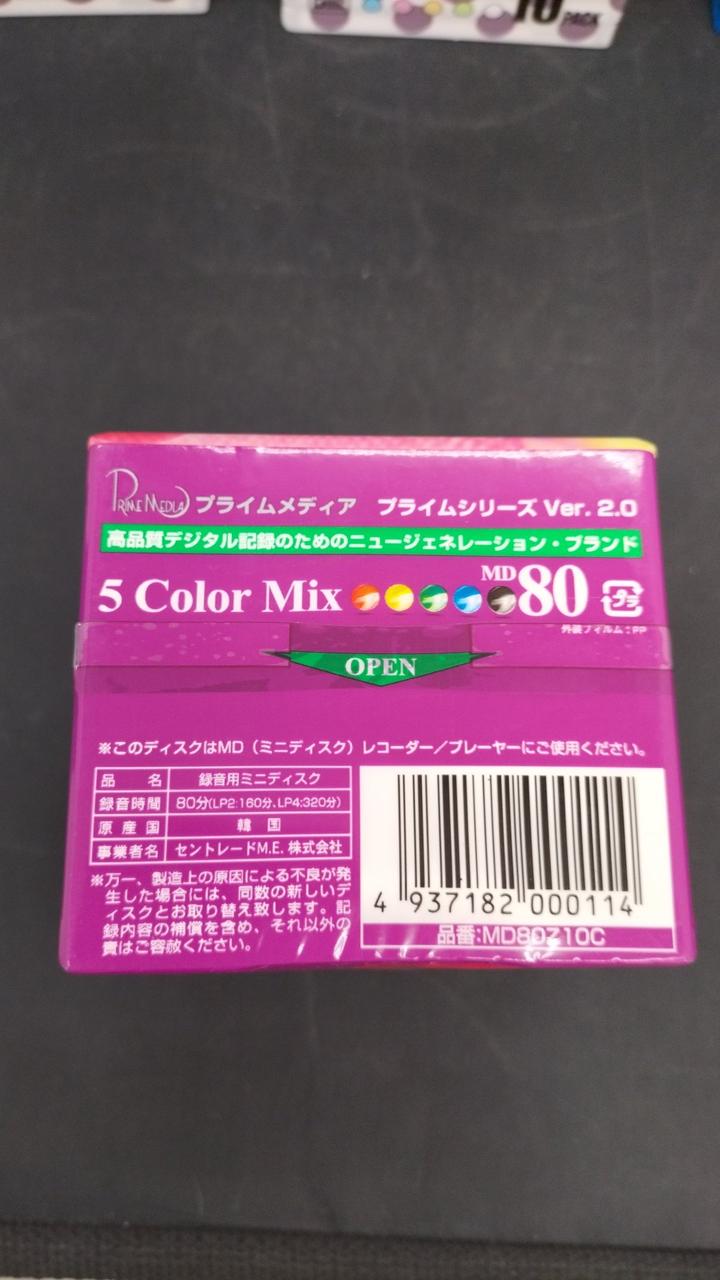 10 PACK
PRIME MEDIA プライムメディア プライムシリーズ Ver. 2.0
高品質デジタル記録のためのニュージェネレーション・ブランド
5 Color Mix MD80 プラ
外装フィルム:PP
OPEN
※このディスクはMD(ミニディスク)レコーダー/プレーヤーにご使用ください。
品名 録音用ミニディスク
録音時間 80分(LP2:160分、LP4:320分)
原産国 韓国
事業者名 セントレードM.E. 株式会社
※万一、製造上の原因による不良が発
生した場合には、同数の新しいデ
ィスクとお取り替え致します。記
録内容の補償を含め、それ以外の
責はご容赦ください。
4 937182 000114
品番:MD80Z10C